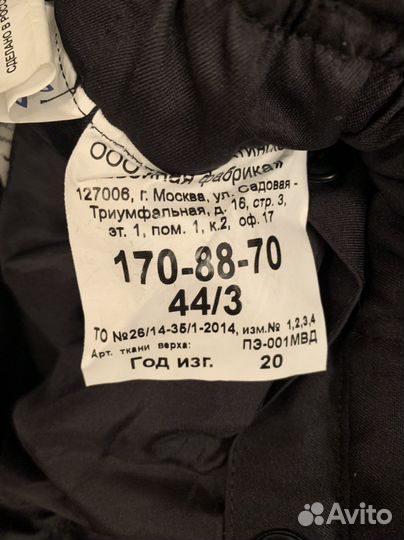 СДЕЛАНО В РОСС
ООО
фабрика»
127006, г. Москва, ул. Садовая -
Триумфальная, д. 16, стр. 3,
эт. 1, пом. 1, к.2, оф. 17
170-88-70
44/3
ТО №26/14-35/1-2014, изм.№ 1,2,3,4
Арт. ткани верха: ПЭ-001МВД
Год изг. 20
Avito